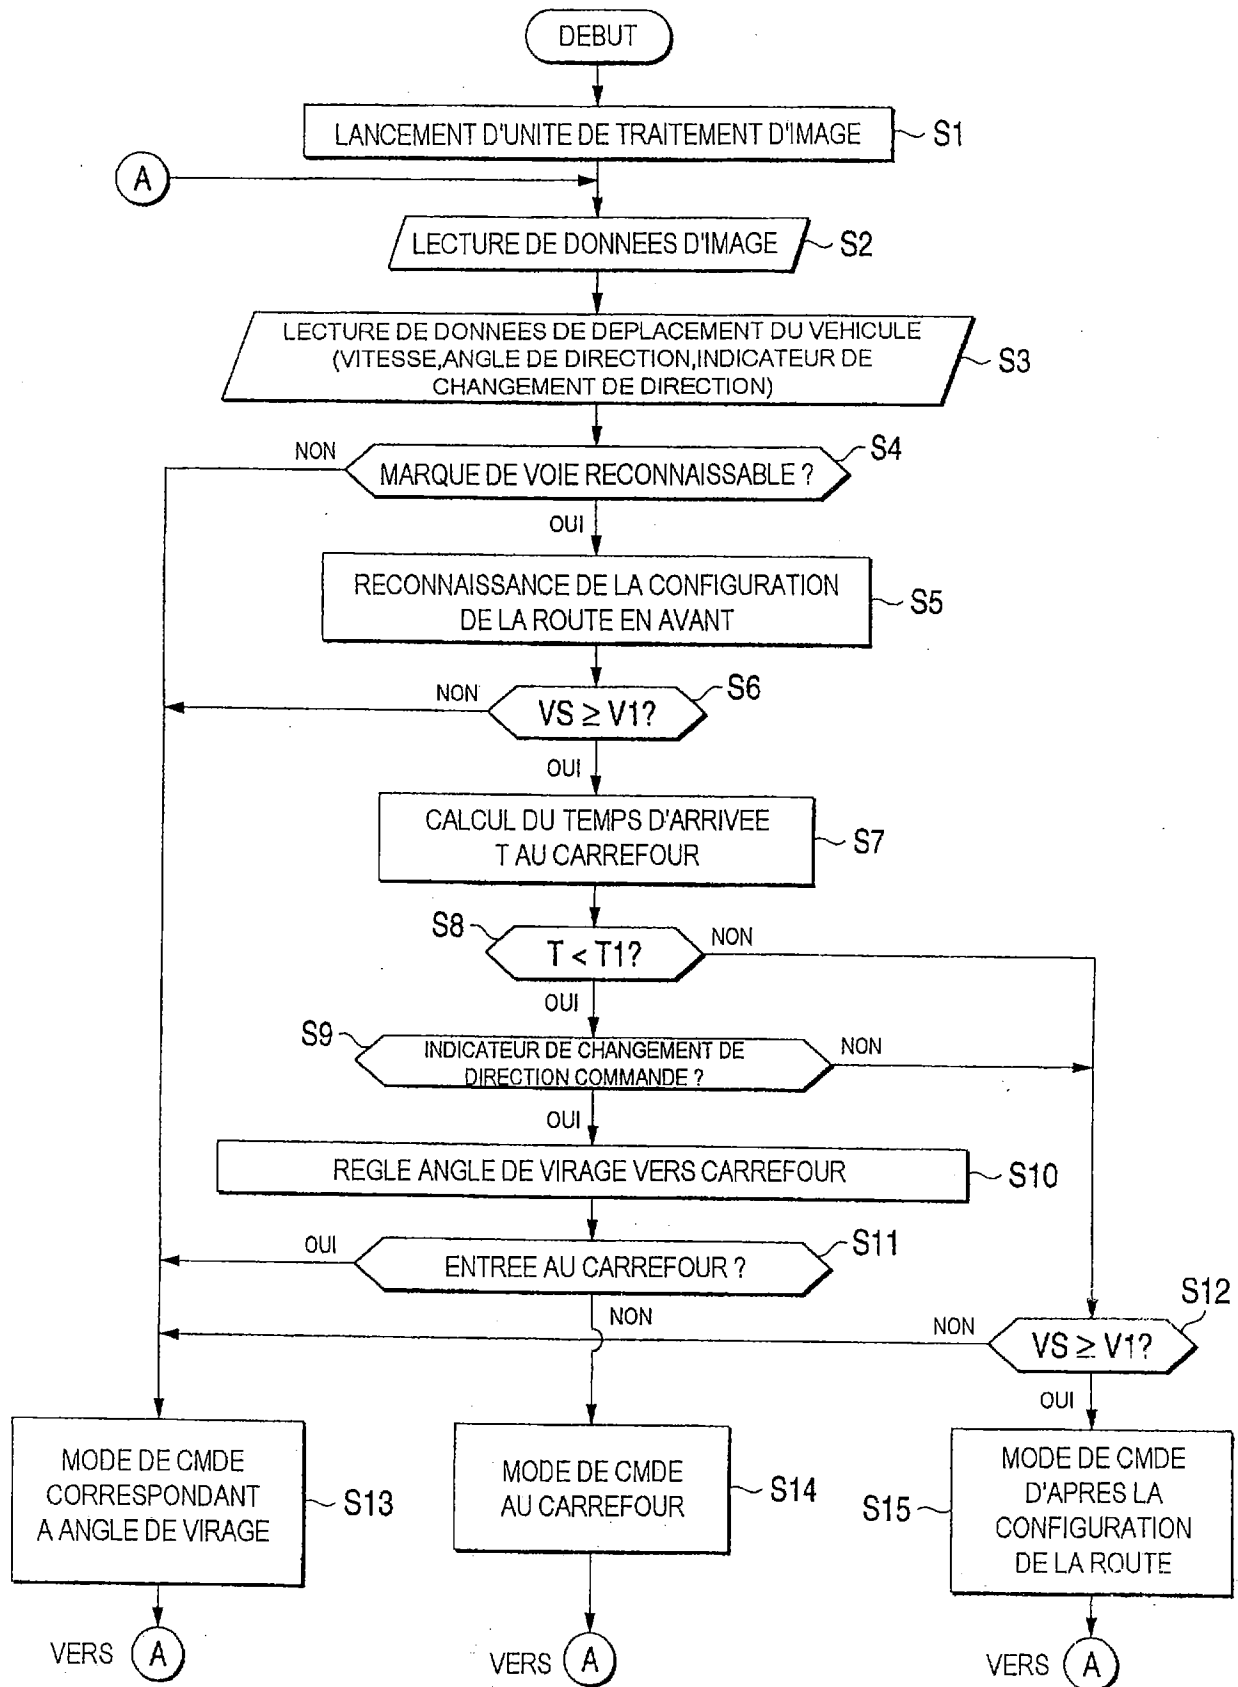 DEBUT
LANCEMENT D'UNITE DE TRAITEMENT D'IMAGE
S1
A
LECTURE DE DONNEES D'IMAGE
S2
LECTURE DE DONNEES DE DEPLACEMENT DU VEHICULE
(VITESSE,ANGLE DE DIRECTION,INDICATEUR DE
CHANGEMENT DE DIRECTION)
S3
NON
MARQUE DE VOIE RECONNAISSABLE ?
S4
OUI
RECONNAISSANCE DE LA CONFIGURATION
DE LA ROUTE EN AVANT
S5
NON
VS ≥ V1?
S6
OUI
CALCUL DU TEMPS D'ARRIVEE
T AU CARREFOUR
S7
S8
T < T1?
NON
OUI
S9
INDICATEUR DE CHANGEMENT DE
DIRECTION COMMANDE ?
NON
OUI
REGLE ANGLE DE VIRAGE VERS CARREFOUR
S10
OUI
ENTREE AU CARREFOUR ?
S11
NON
NON
VS ≥ V1?
S12
OUI
MODE DE CMDE
CORRESPONDANT
A ANGLE DE VIRAGE
S13
MODE DE CMDE
AU CARREFOUR
S14
S15
MODE DE CMDE
D'APRES LA
CONFIGURATION
DE LA ROUTE
VERS A
VERS A
VERS A